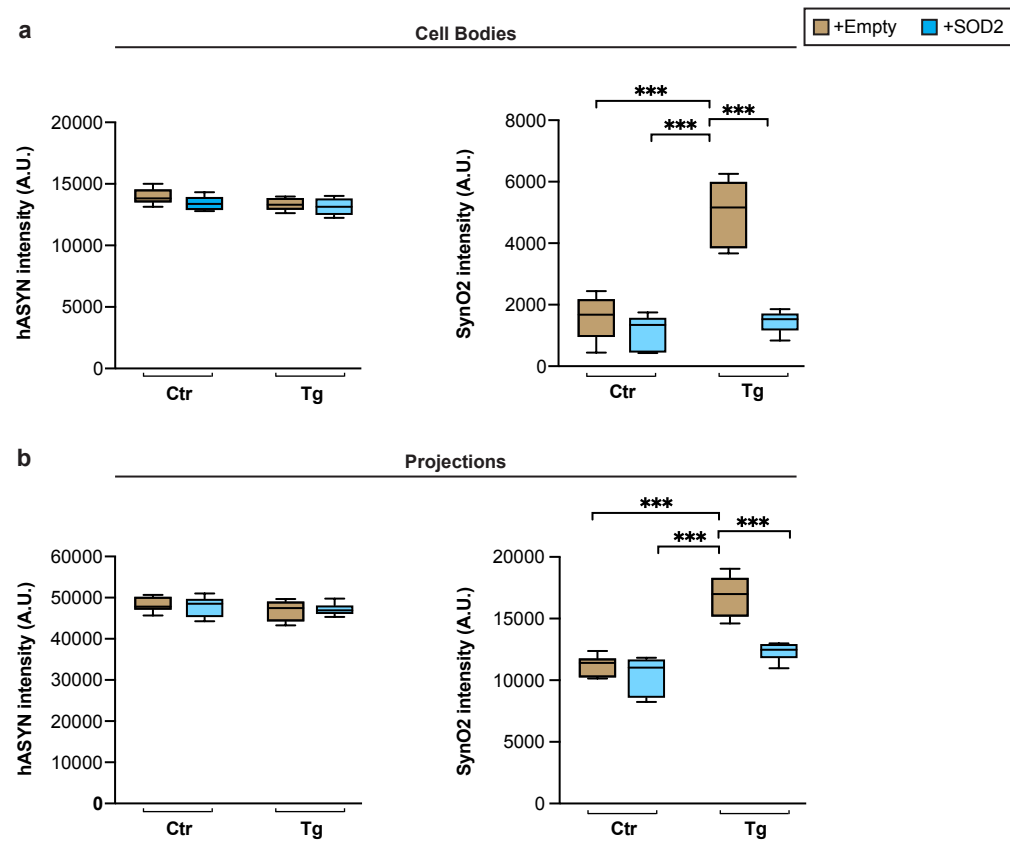 +Empty +SOD2
a
Cell Bodies
hASYN intensity (A.U.)
20000
15000
10000
5000
0
Ctr Tg
SynO2 intensity (A.U.)
8000
6000
4000
2000
0
*** ***
***
Ctr Tg
b
Projections
hASYN intensity (A.U.)
60000
50000
40000
30000
20000
10000
0
Ctr Tg
SynO2 intensity (A.U.)
20000
15000
10000
5000
0
***
*** ***
Ctr Tg